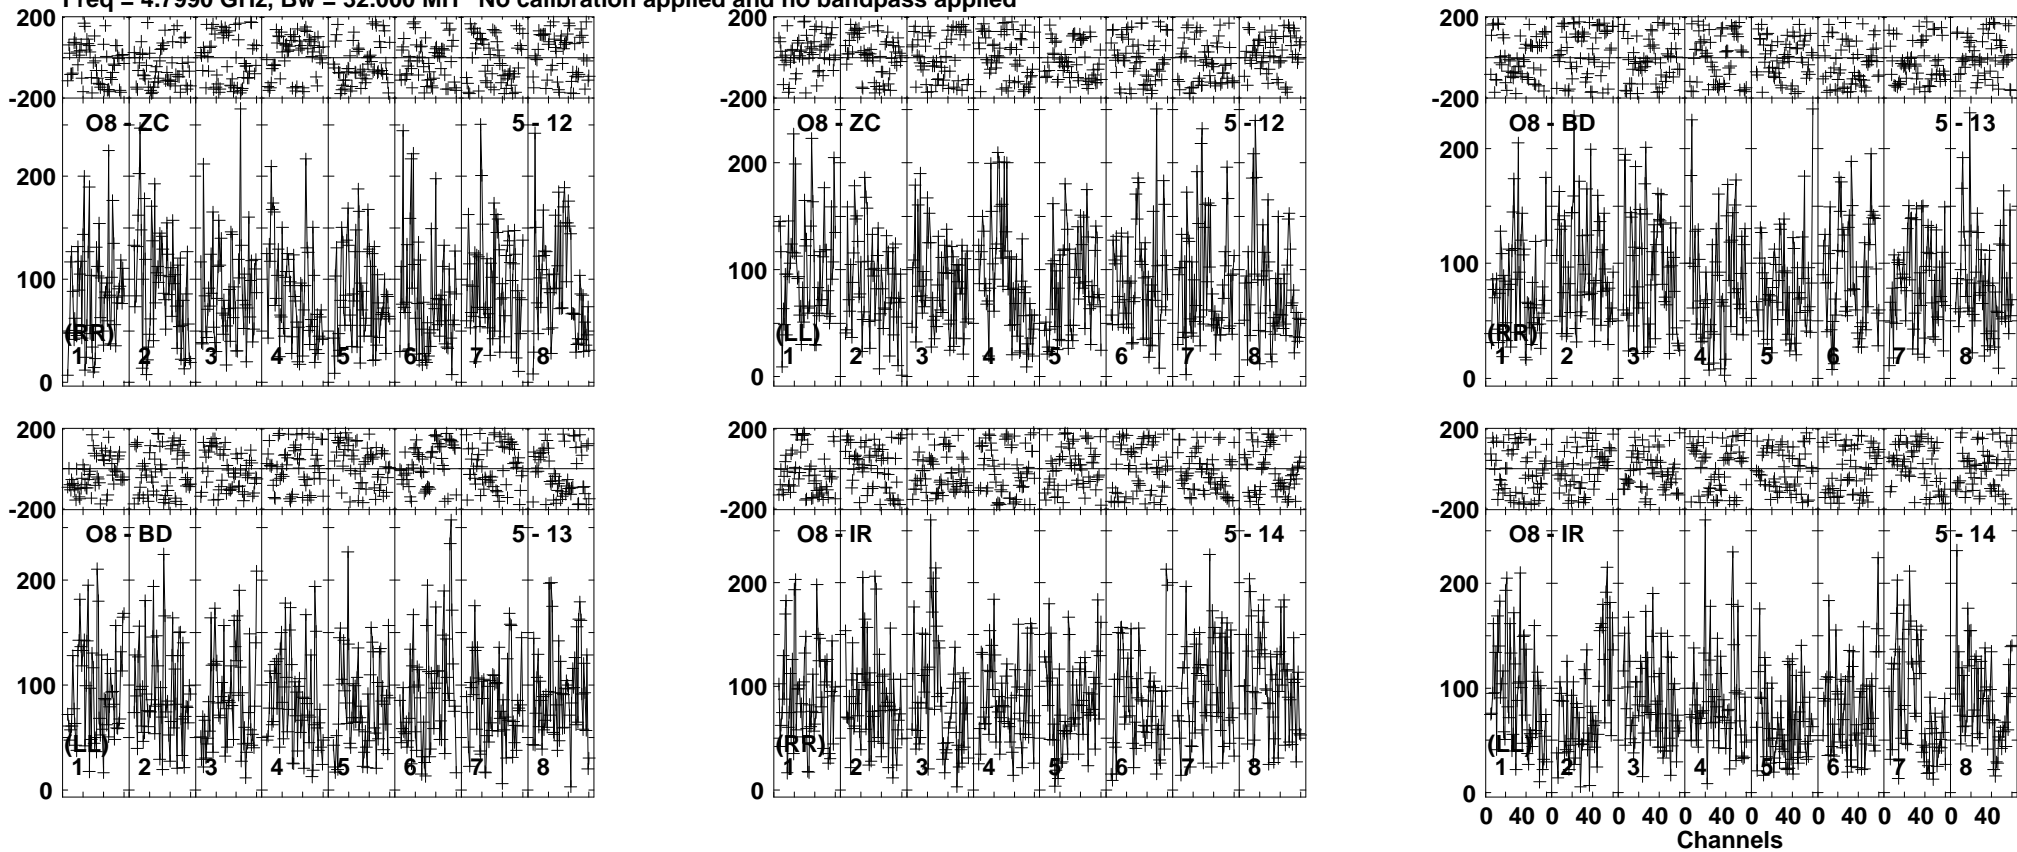 Freq = 4.7990 GHz, Bw = 32.000 MH No calibration applied and no bandpass applied
200
-200
O8 - ZC 5 - 12
200
100
0
(RR)
1 2 3 4 5 6 7 8
200
-200
O8 - ZC 5 - 12
200
100
0
(LL)
1 2 3 4 5 6 7 8
200
-200
O8 - BD 5 - 13
200
100
0
(RR)
1 2 3 4 5 6 7 8
200
-200
O8 - BD 5 - 13
200
100
0
(LL)
1 2 3 4 5 6 7 8
200
-200
O8 - IR 5 - 14
200
100
0
(RR)
1 2 3 4 5 6 7 8
200
-200
O8 - IR 5 - 14
200
100
0
(LL)
1 2 3 4 5 6 7 8
0 40 0 40 0 40 0 40 0 40 0 40 0 40 0 40
Channels